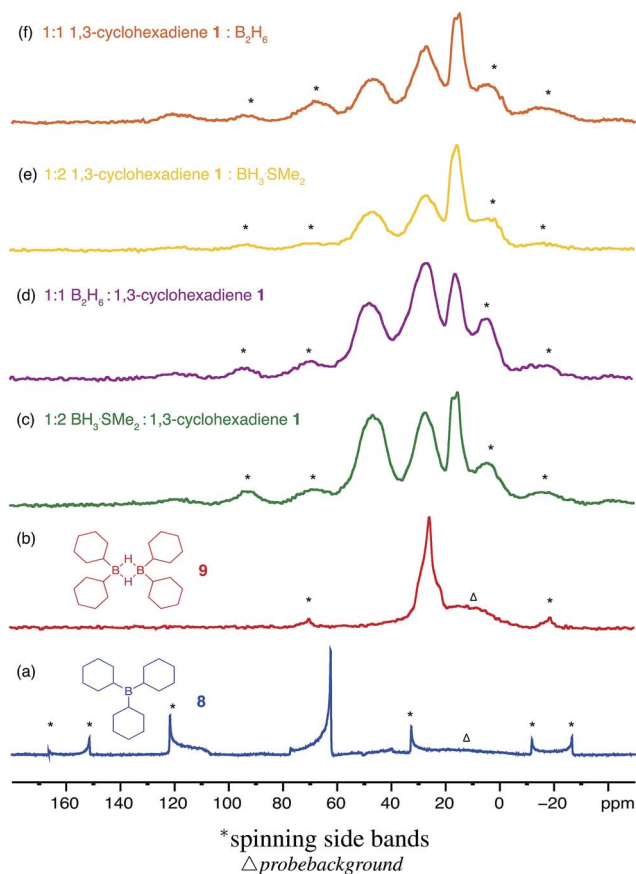 (f) 1:1 1,3-cyclohexadiene 1 : B₂H₆
* * * * *
(e) 1:2 1,3-cyclohexadiene 1 : BH₃·SMe₂
* * * *
(d) 1:1 B₂H₆ : 1,3-cyclohexadiene 1
* * * *
(c) 1:2 BH₃·SMe₂ : 1,3-cyclohexadiene 1
* * * *
(b)
H
B B
H
9
* Δ *
(a)
B
8
* * * * Δ * *
160 140 120 100 80 60 40 20 0 −20 ppm
*spinning side bands
△probebackground